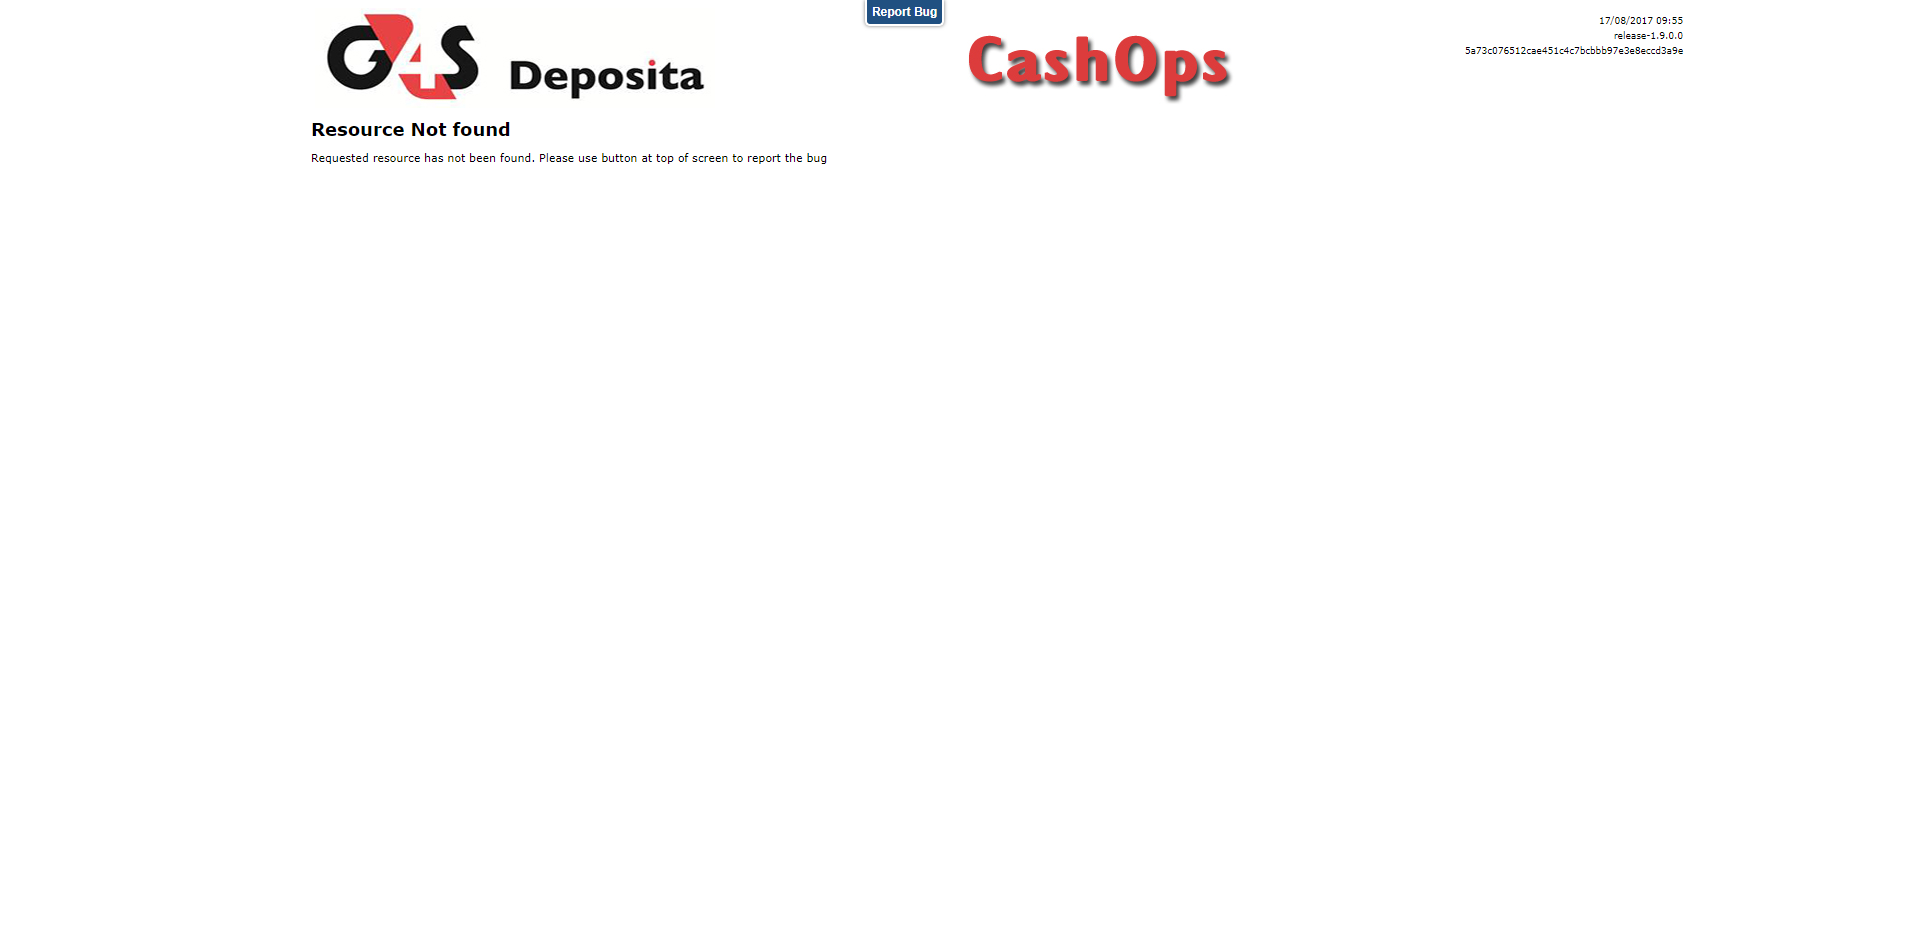 Report Bug
G4S Deposita
CashOps
17/08/2017 09:55
release-1.9.0.0
5a73c076512cae451c4c7bcbbb97e3e8eccd3a9e
Resource Not found
Requested resource has not been found. Please use button at top of screen to report the bug